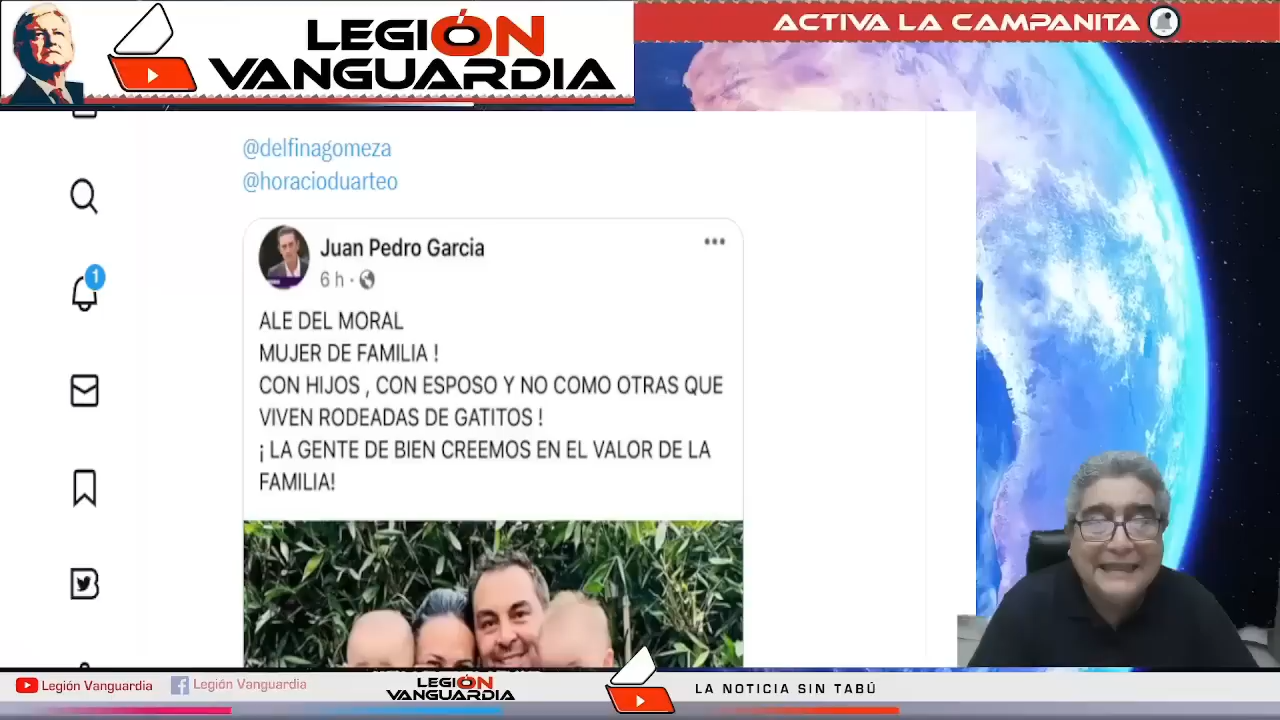 LEGIÓN
VANGUARDIA
ACTIVA LA CAMPANITA
@delfinagomeza
@horacioduarteo
Juan Pedro Garcia
6 h ·
1
ALE DEL MORAL
MUJER DE FAMILIA !
CON HIJOS , CON ESPOSO Y NO COMO OTRAS QUE
VIVEN RODEADAS DE GATITOS !
¡ LA GENTE DE BIEN CREEMOS EN EL VALOR DE LA
FAMILIA!
Legión Vanguardia
Legión Vanguardia
LEGIÓN
VANGUARDIA
LA NOTICIA SIN TABÚ